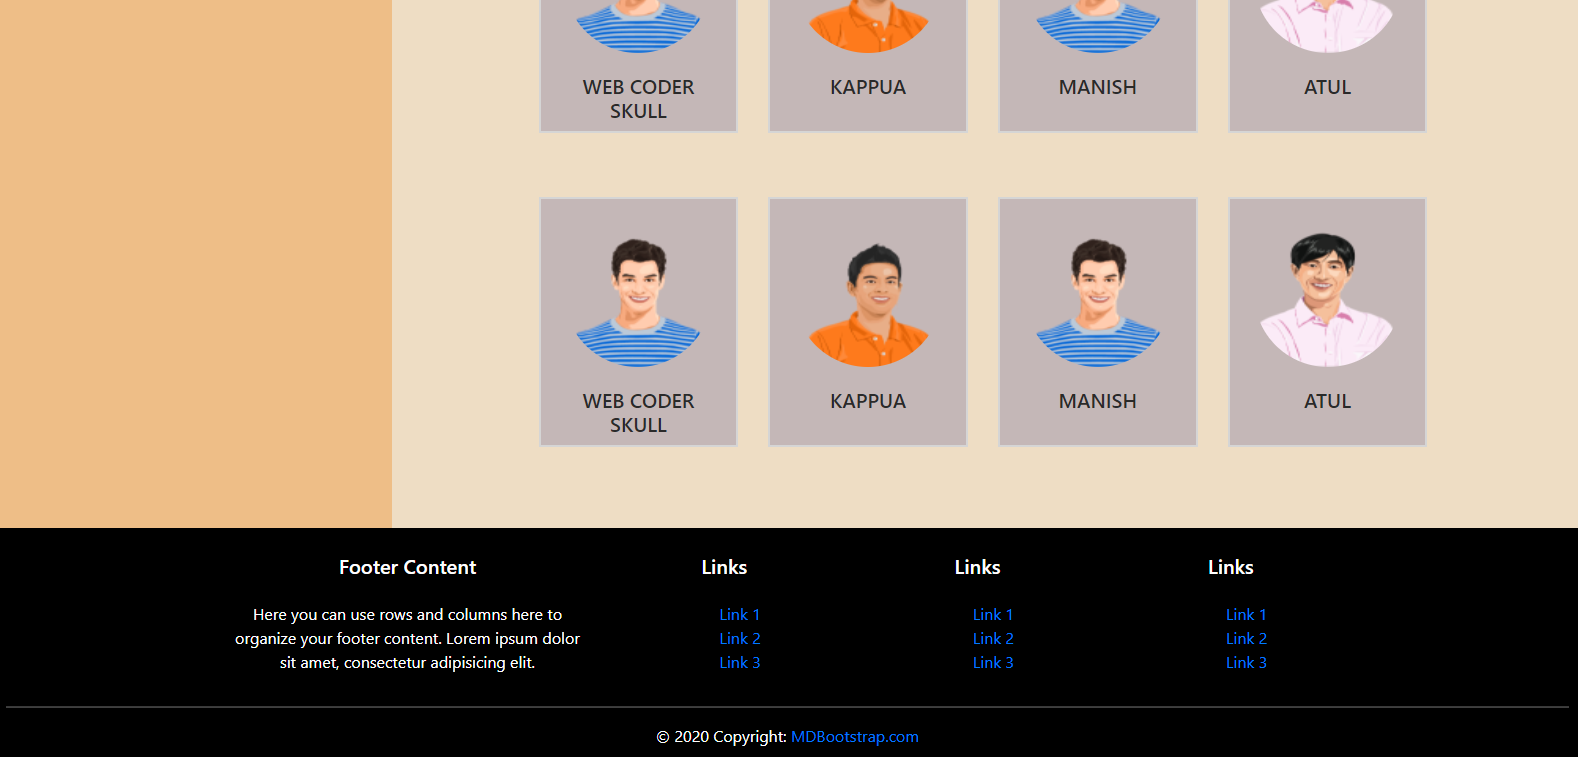 WEB CODER
SKULL
KAPPUA
MANISH
ATUL
WEB CODER
SKULL
KAPPUA
MANISH
ATUL
Footer Content
Here you can use rows and columns here to
organize your footer content. Lorem ipsum dolor
sit amet, consectetur adipisicing elit.
Links
Link 1
Link 2
Link 3
Links
Link 1
Link 2
Link 3
Links
Link 1
Link 2
Link 3
© 2020 Copyright: MDBootstrap.com